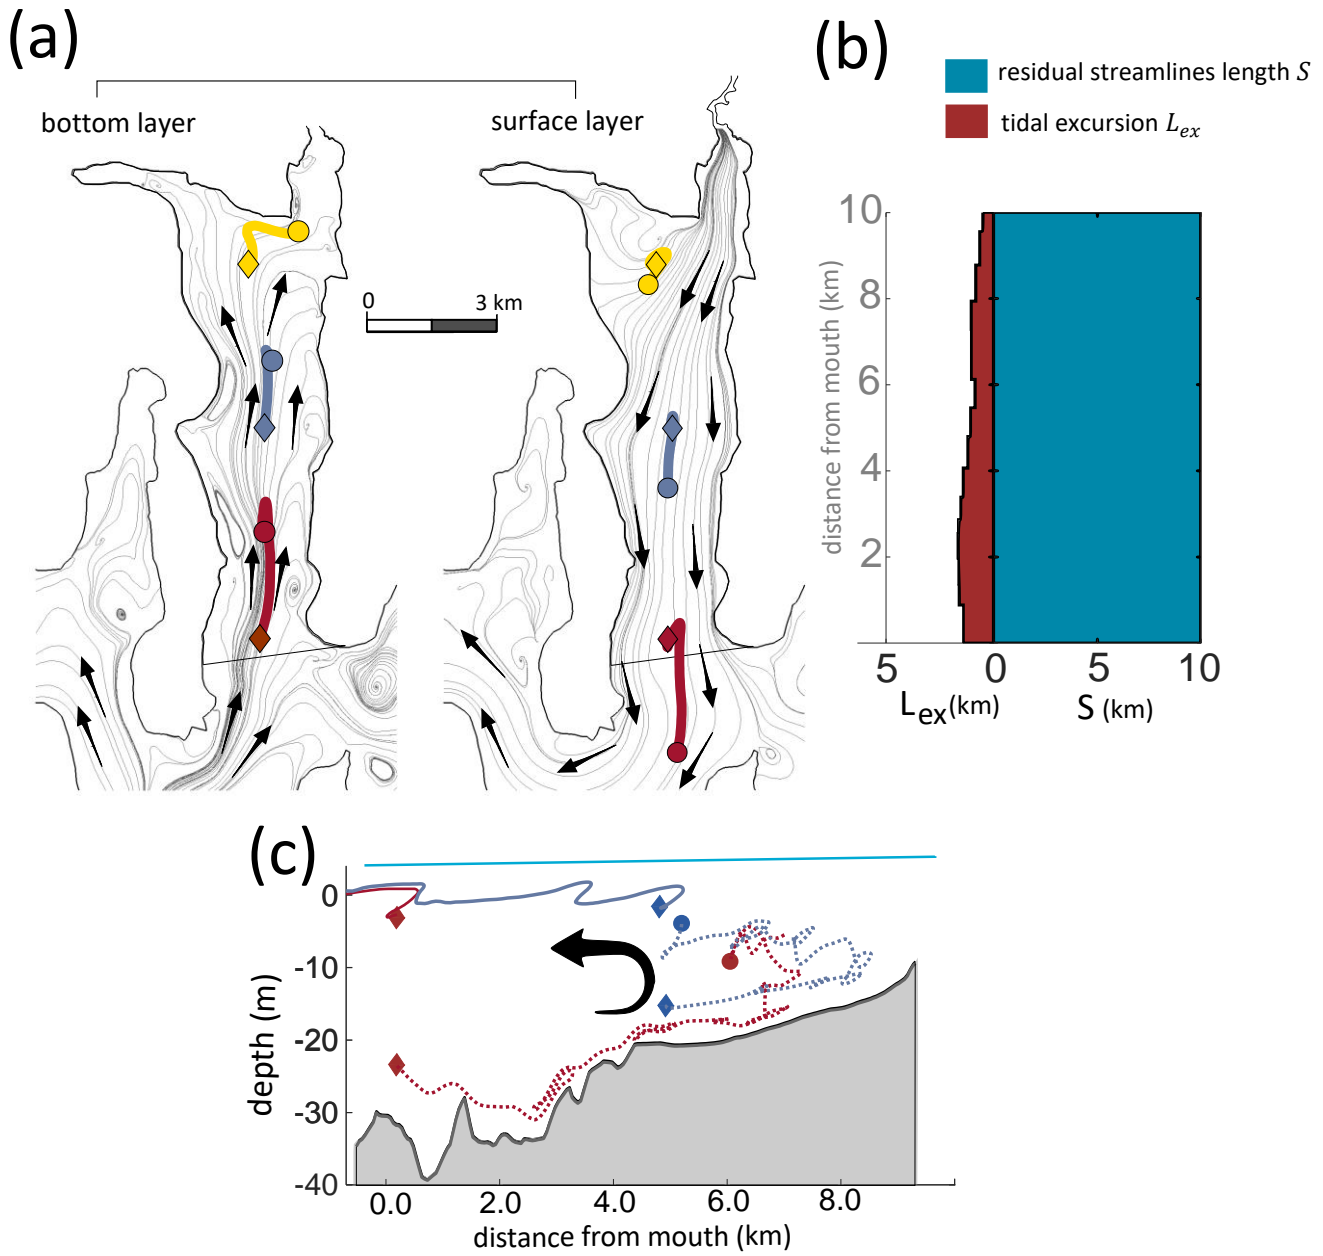 (a)
bottom layer
surface layer
0
3 km
(b)
residual streamlines length S
tidal excursion L_ex
distance from mouth (km)
10
8
6
4
2
5
0
5
10
L_ex (km)
S (km)
(c)
depth (m)
0
-10
-20
-30
-40
0.0
2.0
4.0
6.0
8.0
distance from mouth (km)